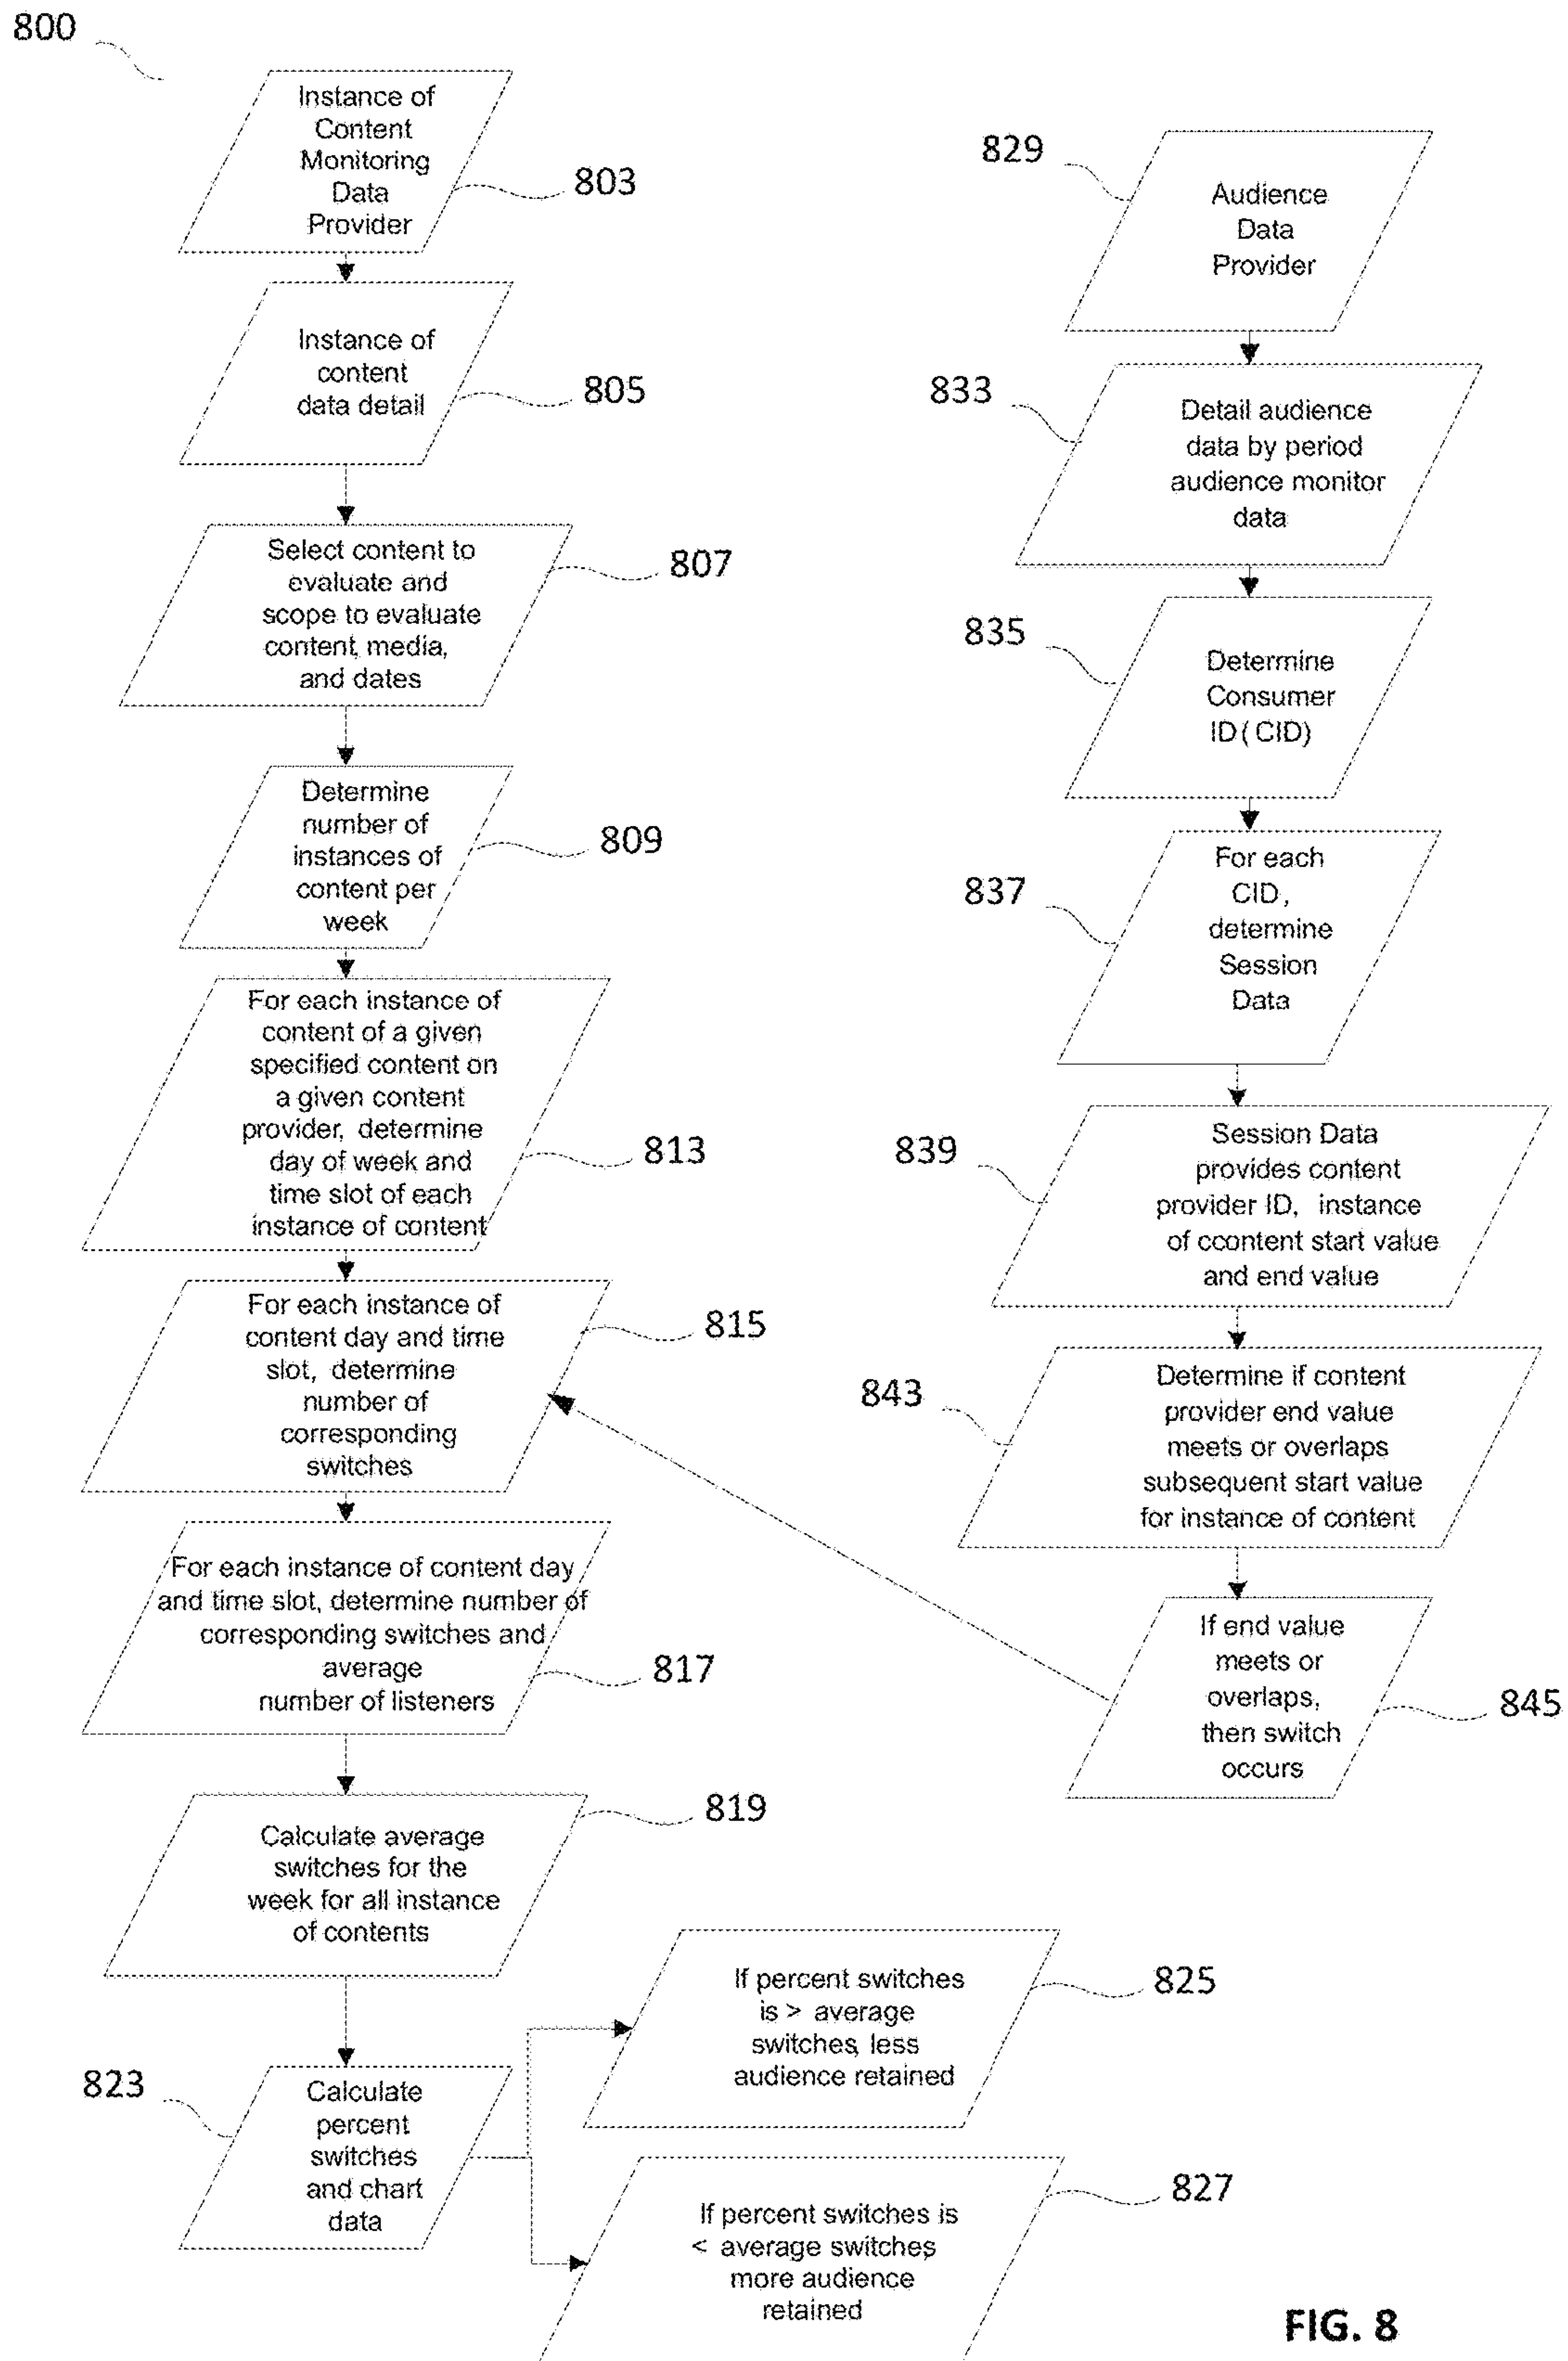 800
Instance of
Content
Monitoring
Data
Provider
803
Instance of
content
data detail
805
Select content to
evaluate and
scope to evaluate
content, media,
and dates
807
Determine
number of
instances of
content per
week
809
For each instance of
content of a given
specified content on
a given content
provider, determine
day of week and
time slot of each
instance of content
813
For each instance of
content day and time
slot, determine
number of
corresponding
switches
815
For each instance of content day
and time slot, determine number of
corresponding switches and
average
number of listeners
817
Calculate average
switches for the
week for all instance
of contents
819
823
Calculate
percent
switches
and chart
data
If percent switches
is > average
switches, less
audience retained
825
If percent switches is
< average switches,
more audience
retained
827
829
Audience
Data
Provider
833
Detail audience
data by period
audience monitor
data
835
Determine
Consumer
ID( CID)
837
For each
CID,
determine
Session
Data
839
Session Data
provides content
provider ID, instance
of ccontent start value
and end value
843
Determine if content
provider end value
meets or overlaps
subsequent start value
for instance of content
If end value
meets or
overlaps,
then switch
occurs
845
FIG. 8